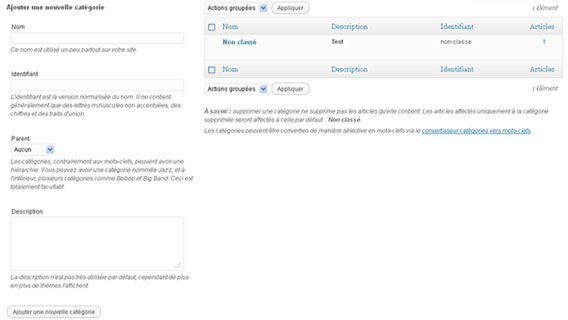 Ajouter une nouvelle catégorie
Nom
Ce nom est utilisé un peu partout sur votre site.
Identifiant
L'identifiant est la version normalisée du nom. Il ne contient
généralement que des lettres minuscules non accentuées, des
chiffres et des traits d'union.
Parent
Aucun
Les catégories, contrairement aux mots-clefs, peuvent avoir une
hiérarchie. Vous pouvez avoir une catégorie nommée Jazz, et à
l'intérieur, plusieurs catégories comme Bebop et Big Band. Ceci est
totalement facultatif.
Description
La description n'est pas très utilisée par défaut, cependant de plus
en plus de thèmes l'affichent.
Ajouter une nouvelle catégorie
Actions groupées Appliquer 1 élément
Nom Description Identifiant Articles
Non classé Test non-classe 1
Nom Description Identifiant Articles
Actions groupées Appliquer 1 élément
À savoir : supprimer une catégorie ne supprime pas les articles qu'elle contient. Les articles affectés uniquement à la catégorie
supprimée seront affectés à celle par défaut : Non classé.
Les catégories peuvent être converties de manière sélective en mots-clefs via le convertisseur catégories vers mots-clefs.